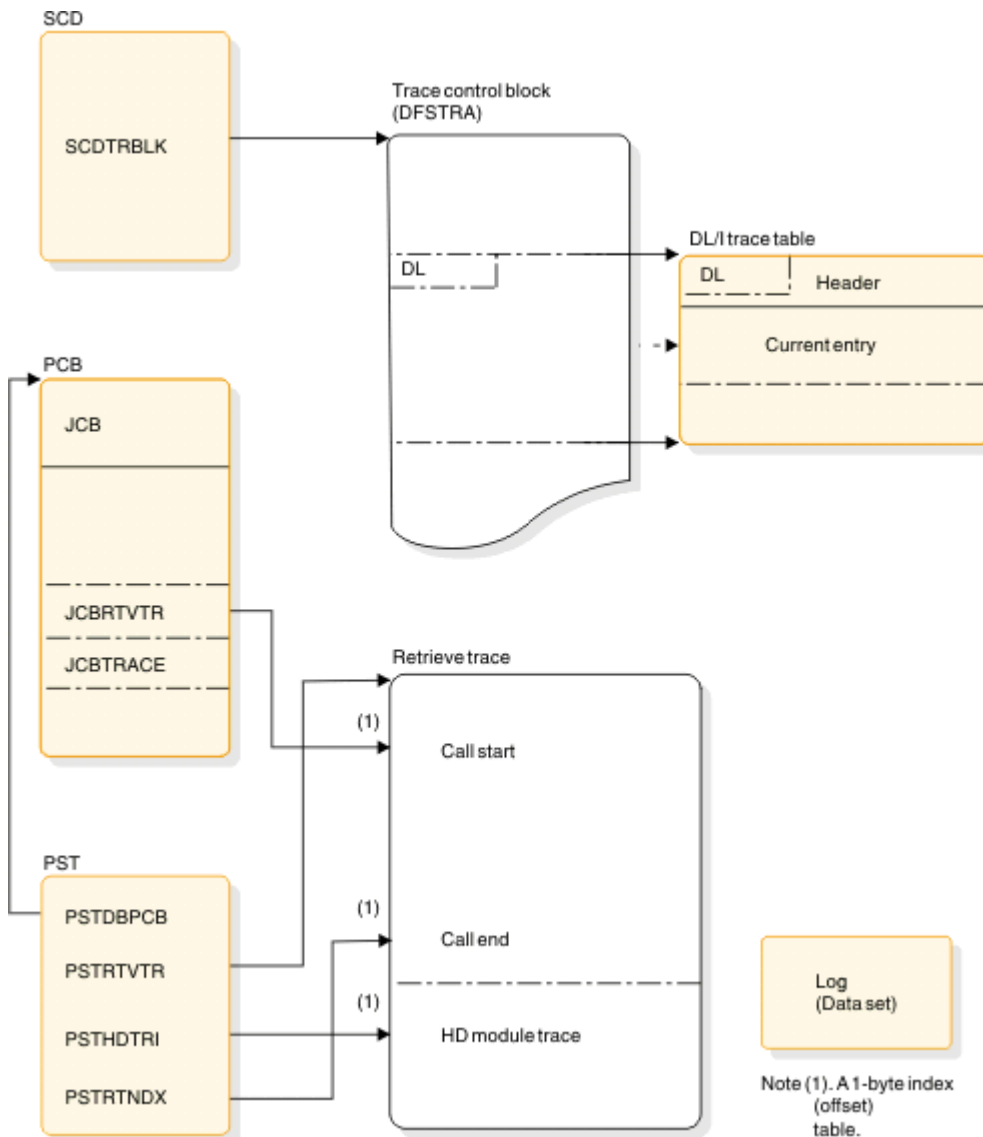 SCD
SCDTRBLK
Trace control block
(DFSTRA)
DL
DL/I trace table
DL
Header
Current entry
PCB
JCB
JCBRTVTR
JCBTRACE
Retrieve trace
(1)
Call start
(1)
Call end
(1)
HD module trace
PST
PSTDBPCB
PSTRTVTR
PSTHDTRI
PSTRTNDX
Log
(Data set)
Note (1). A 1-byte index
(offset)
table.